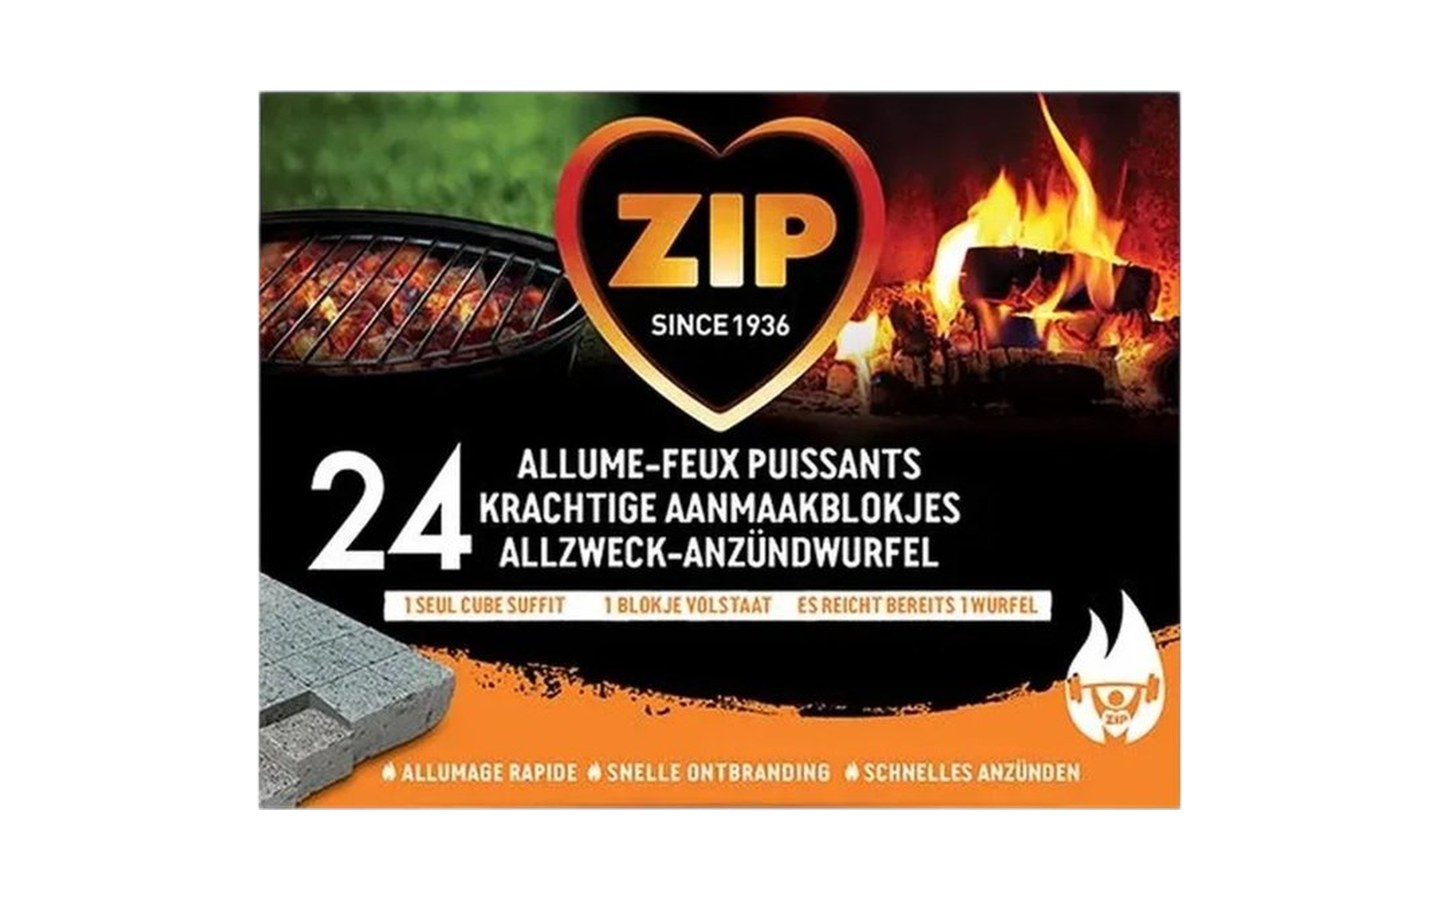 ZIP
SINCE 1936
24
ALLUME-FEUX PUISSANTS
KRACHTIGE AANMAAKBLOKJES
ALLZWECK-ANZÜNDWURFEL
1 SEUL CUBE SUFFIT 1 BLOKJE VOLSTAAT ES REICHT BEREITS 1 WURFEL
ZIP
ALLUMAGE RAPIDE SNELLE ONTBRANDING SCHNELLES ANZÜNDEN